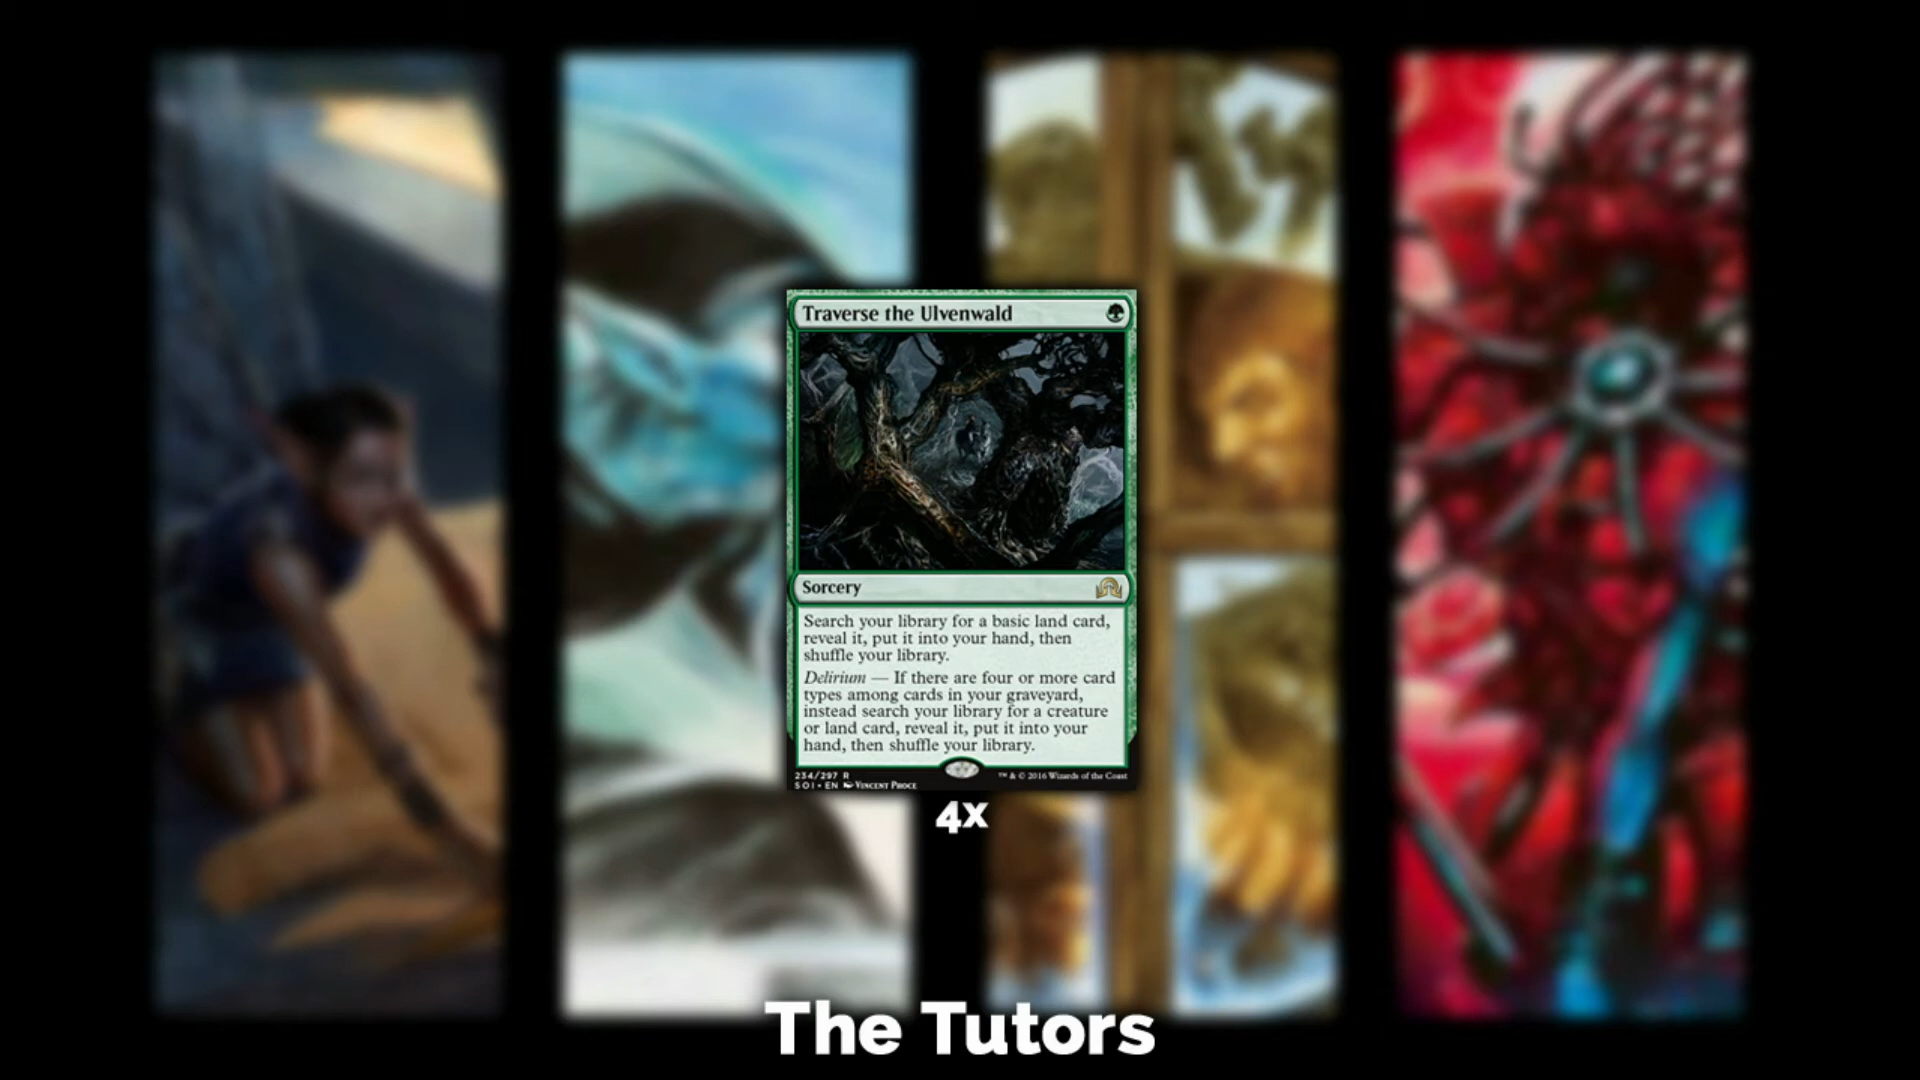 Traverse the Ulvenwald
Sorcery
Search your library for a basic land card,
reveal it, put it into your hand, then
shuffle your library.
Delirium — If there are four or more card
types among cards in your graveyard,
instead search your library for a creature
or land card, reveal it, put it into your
hand, then shuffle your library.
234/297 R
SOI • EN Vincent Proce
™ & © 2016 Wizards of the Coast
4x
The Tutors